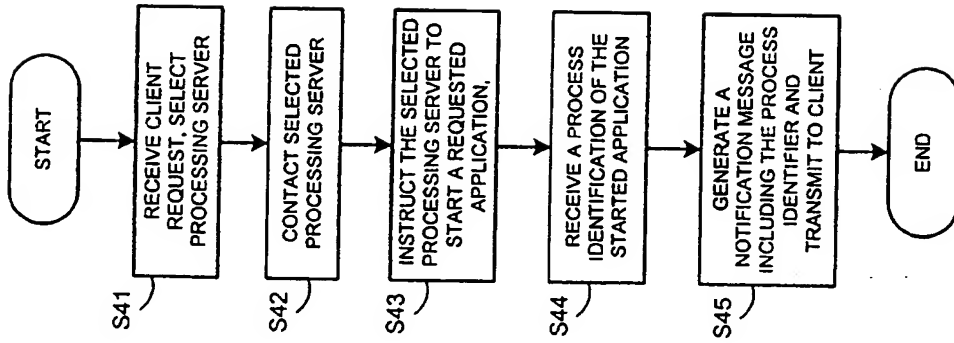 START
RECEIVE CLIENT
REQUEST, SELECT
PROCESSING SERVER
S41
CONTACT SELECTED
PROCESSING SERVER
S42
INSTRUCT THE SELECTED
PROCESSING SERVER TO
START A REQUESTED
APPLICATION,
S43
RECEIVE A PROCESS
IDENTIFICATION OF THE
STARTED APPLICATION
S44
GENERATE A
NOTIFICATION MESSAGE
INCLUDING THE PROCESS
IDENTIFIER AND
TRANSMIT TO CLIENT
S45
END